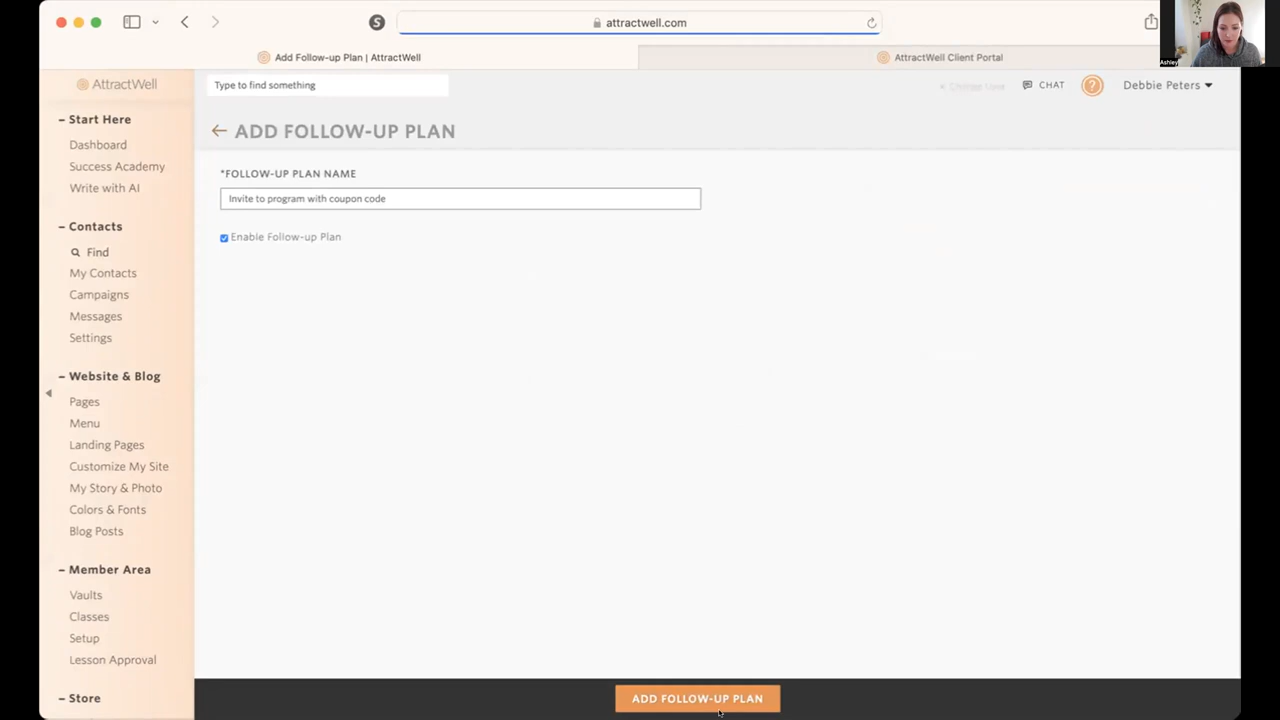 attractwell.com
Add Follow-up Plan | AttractWell
AttractWell Client Portal
Ashley
AttractWell
Type to find something
CHAT
?
Debbie Peters
– Start Here
Dashboard
Success Academy
Write with AI
– Contacts
Find
My Contacts
Campaigns
Messages
Settings
– Website & Blog
Pages
Menu
Landing Pages
Customize My Site
My Story & Photo
Colors & Fonts
Blog Posts
– Member Area
Vaults
Classes
Setup
Lesson Approval
– Store
← ADD FOLLOW-UP PLAN
*FOLLOW-UP PLAN NAME
Invite to program with coupon code
Enable Follow-up Plan
ADD FOLLOW-UP PLAN